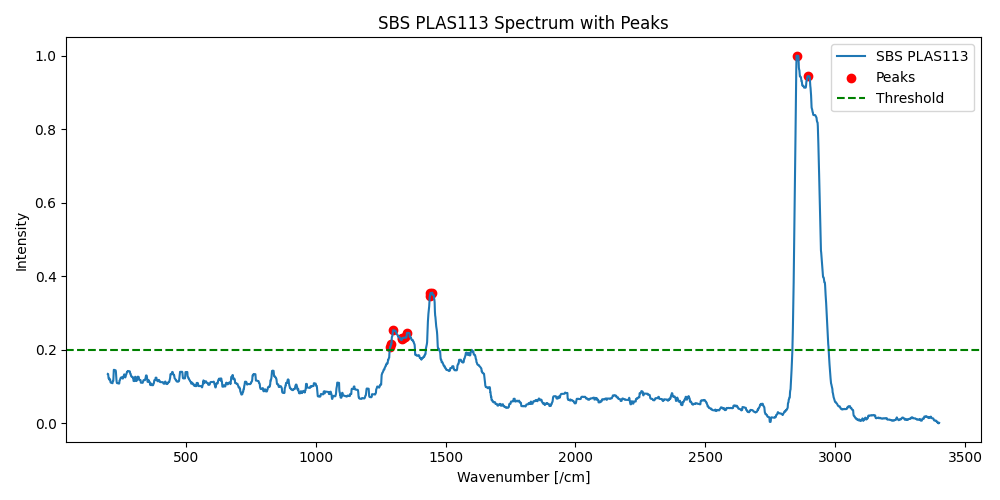 SBS PLAS113 Spectrum with Peaks
SBS PLAS113
Peaks
Threshold
Intensity
1.0
0.8
0.6
0.4
0.2
0.0
500 1000 1500 2000 2500 3000 3500
Wavenumber [/cm]